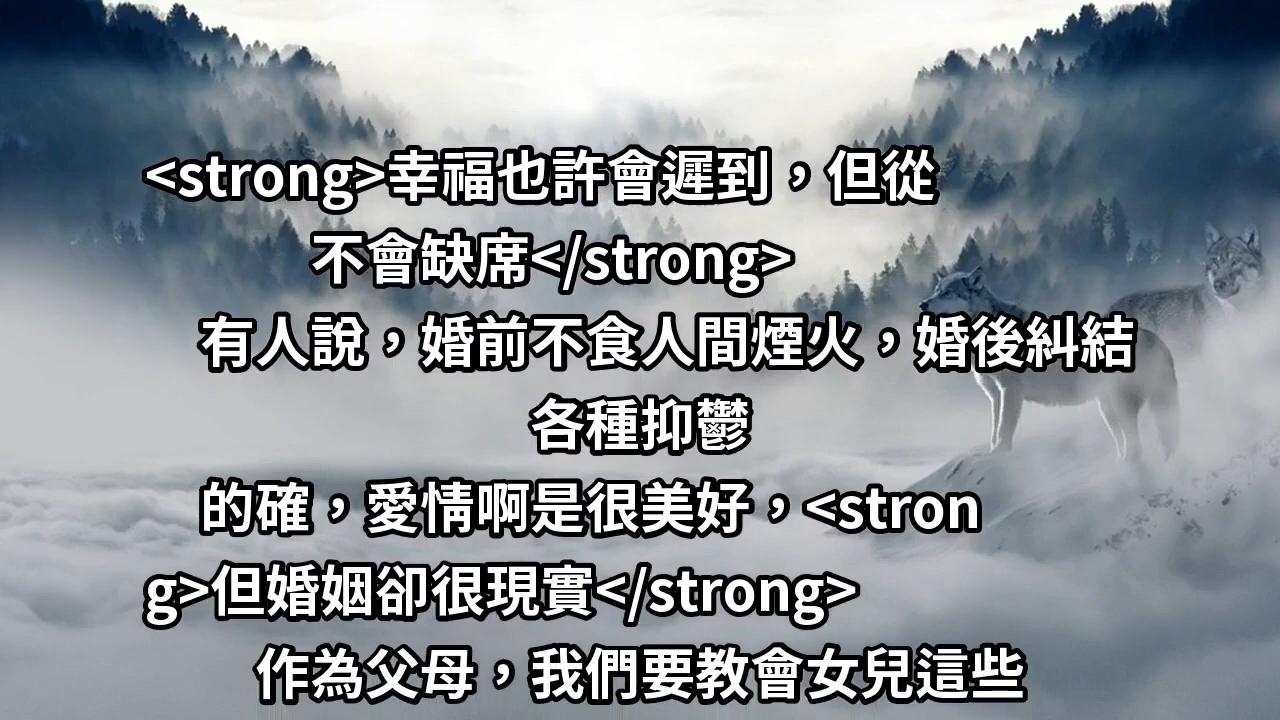 <strong>幸福也許會遲到，但從
不會缺席</strong>
有人說，婚前不食人間煙火，婚後糾結
各種抑鬱
的確，愛情啊是很美好，<stron
g>但婚姻卻很現實</strong>
作為父母，我們要教會女兒這些